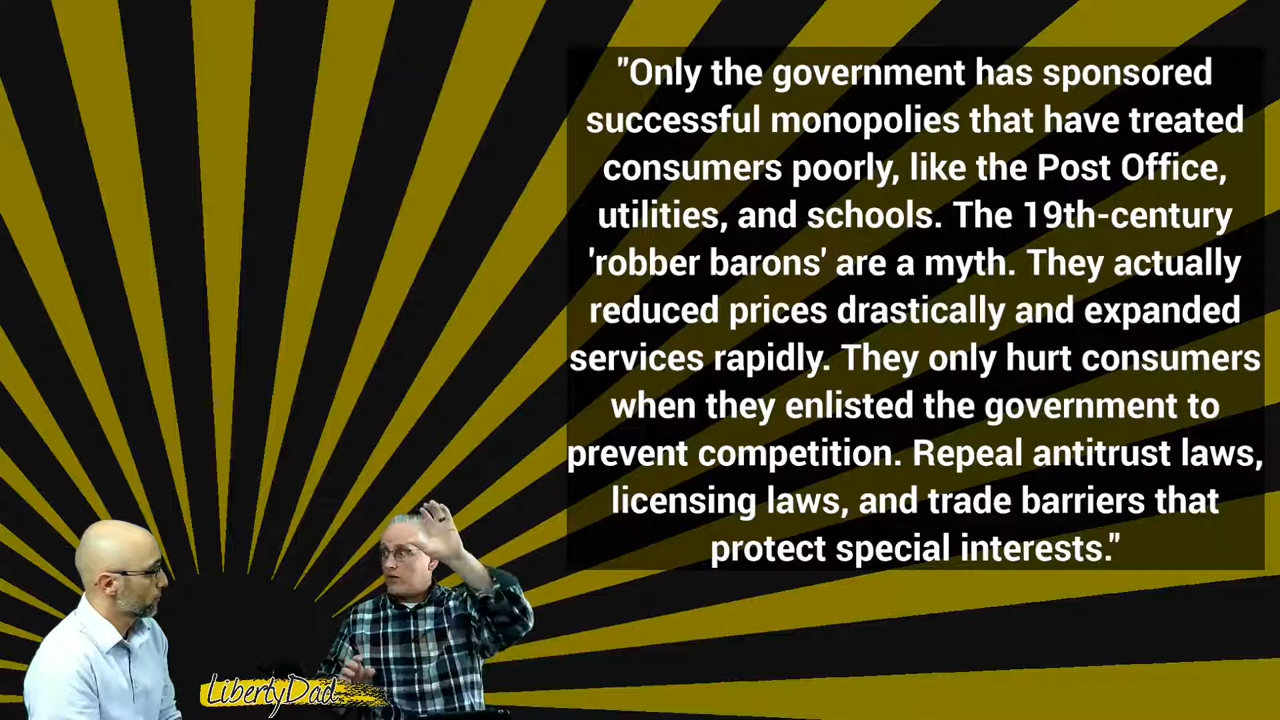 "Only the government has sponsored
successful monopolies that have treated
consumers poorly, like the Post Office,
utilities, and schools. The 19th-century
'robber barons' are a myth. They actually
reduced prices drastically and expanded
services rapidly. They only hurt consumers
when they enlisted the government to
prevent competition. Repeal antitrust laws,
licensing laws, and trade barriers that
protect special interests."
LibertyDad